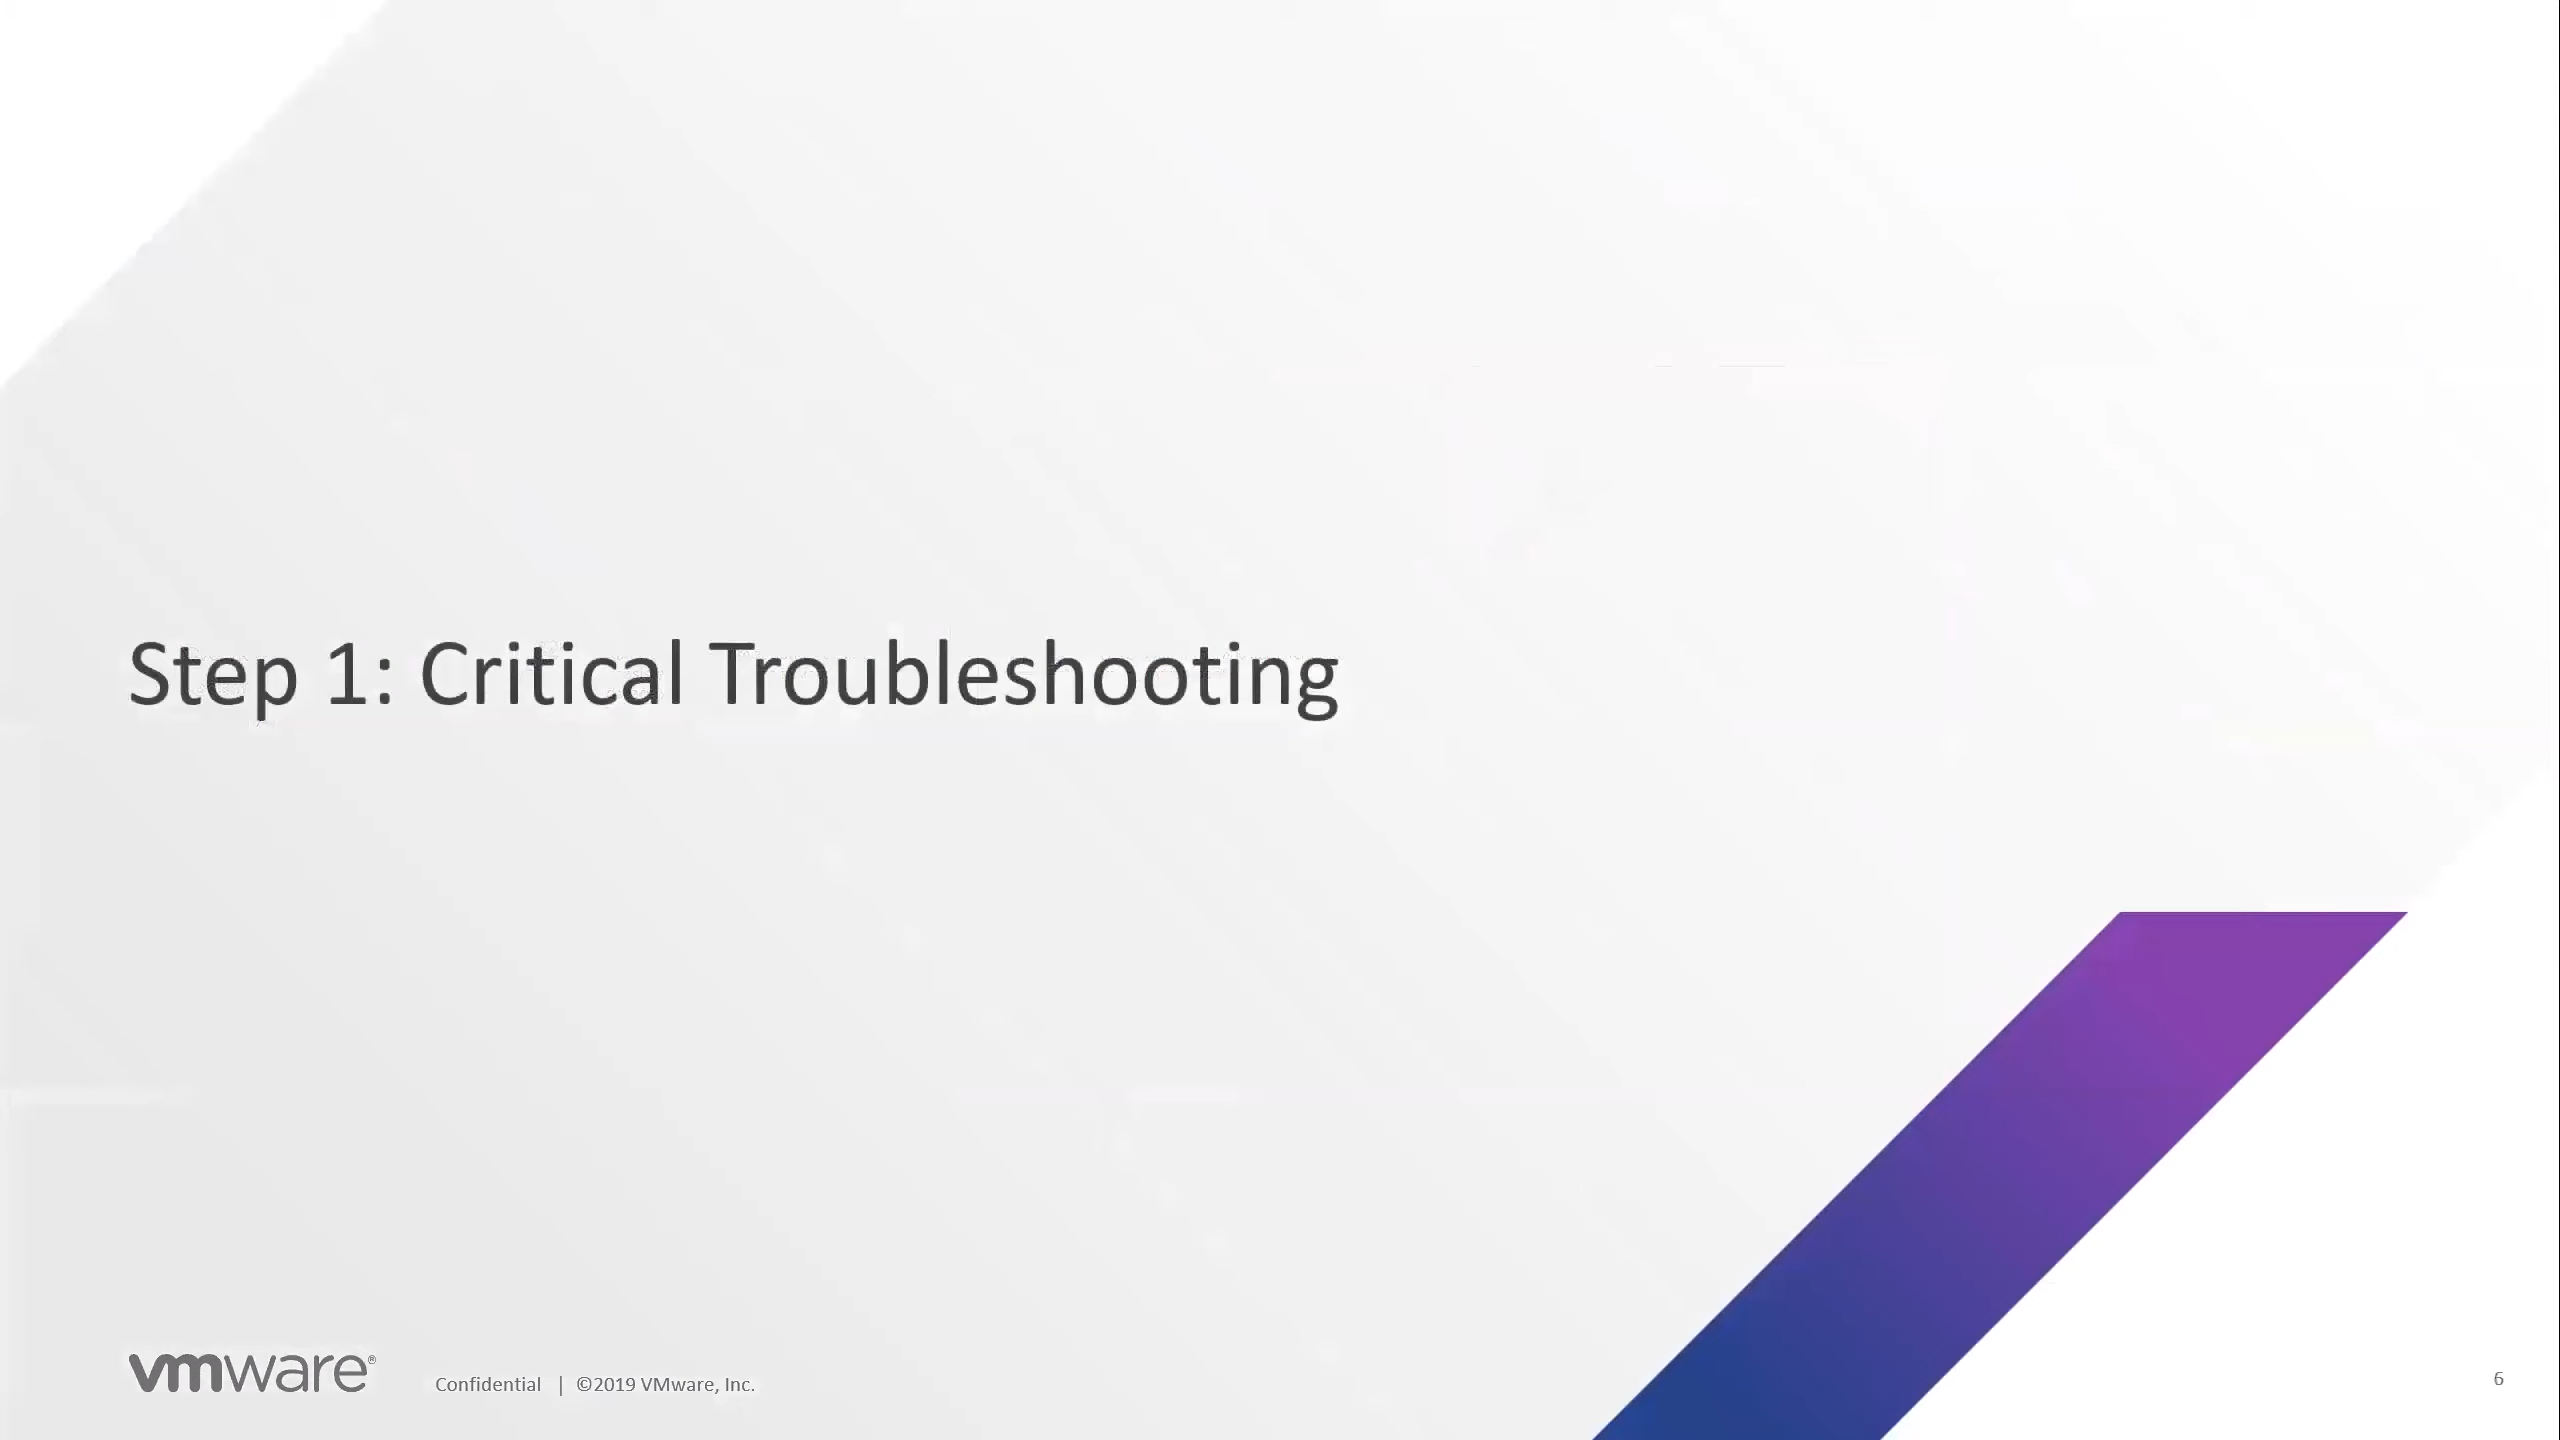 Step 1: Critical Troubleshooting
vmware® Confidential | ©2019 VMware, Inc. 6